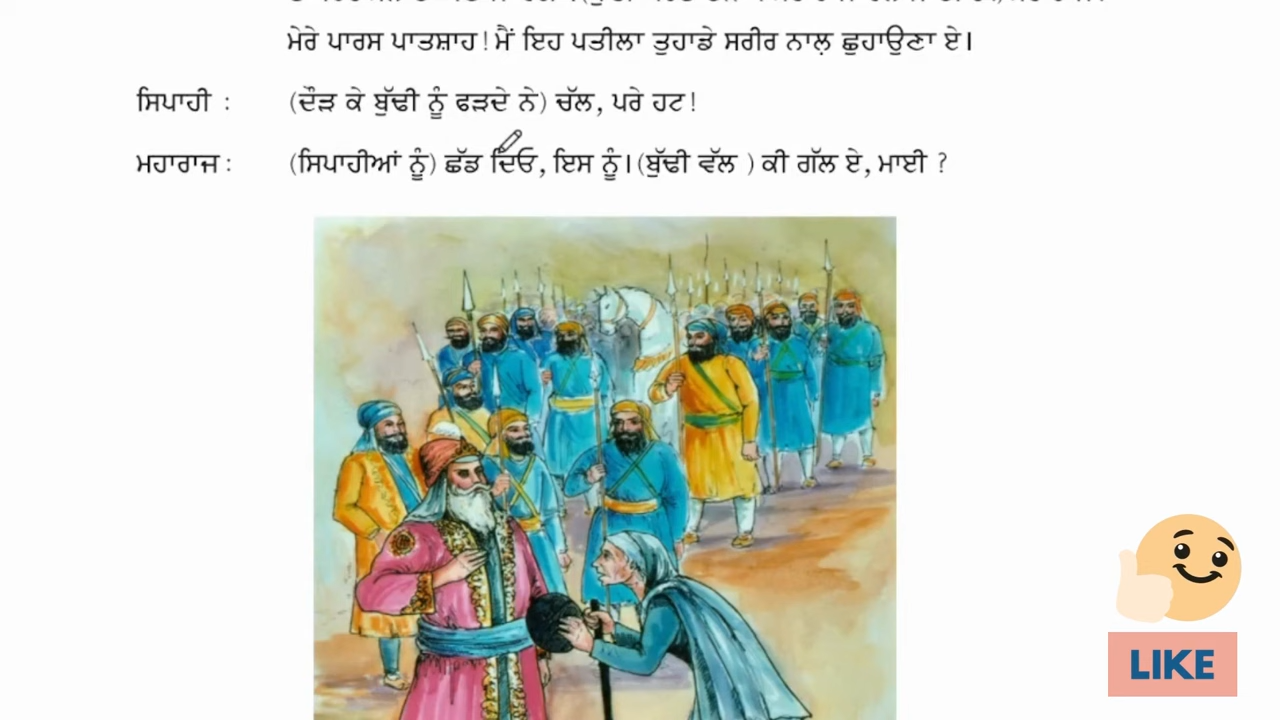 ਮੇਰੇ ਪਾਰਸ ਪਾਤਸ਼ਾਹ! ਮੈਂ ਇਹ ਪਤੀਲਾ ਤੁਹਾਡੇ ਸਰੀਰ ਨਾਲ਼ ਛੁਹਾਉਣਾ ਏ।
ਸਿਪਾਹੀ : (ਦੌੜ ਕੇ ਬੁੱਢੀ ਨੂੰ ਫੜਦੇ ਨੇ) ਚੱਲ, ਪਰੇ ਹਟ!
ਮਹਾਰਾਜ : (ਸਿਪਾਹੀਆਂ ਨੂੰ) ਛੱਡ ਦਿਓ, ਇਸ ਨੂੰ। (ਬੁੱਢੀ ਵੱਲ ) ਕੀ ਗੱਲ ਏ, ਮਾਈ ?
LIKE